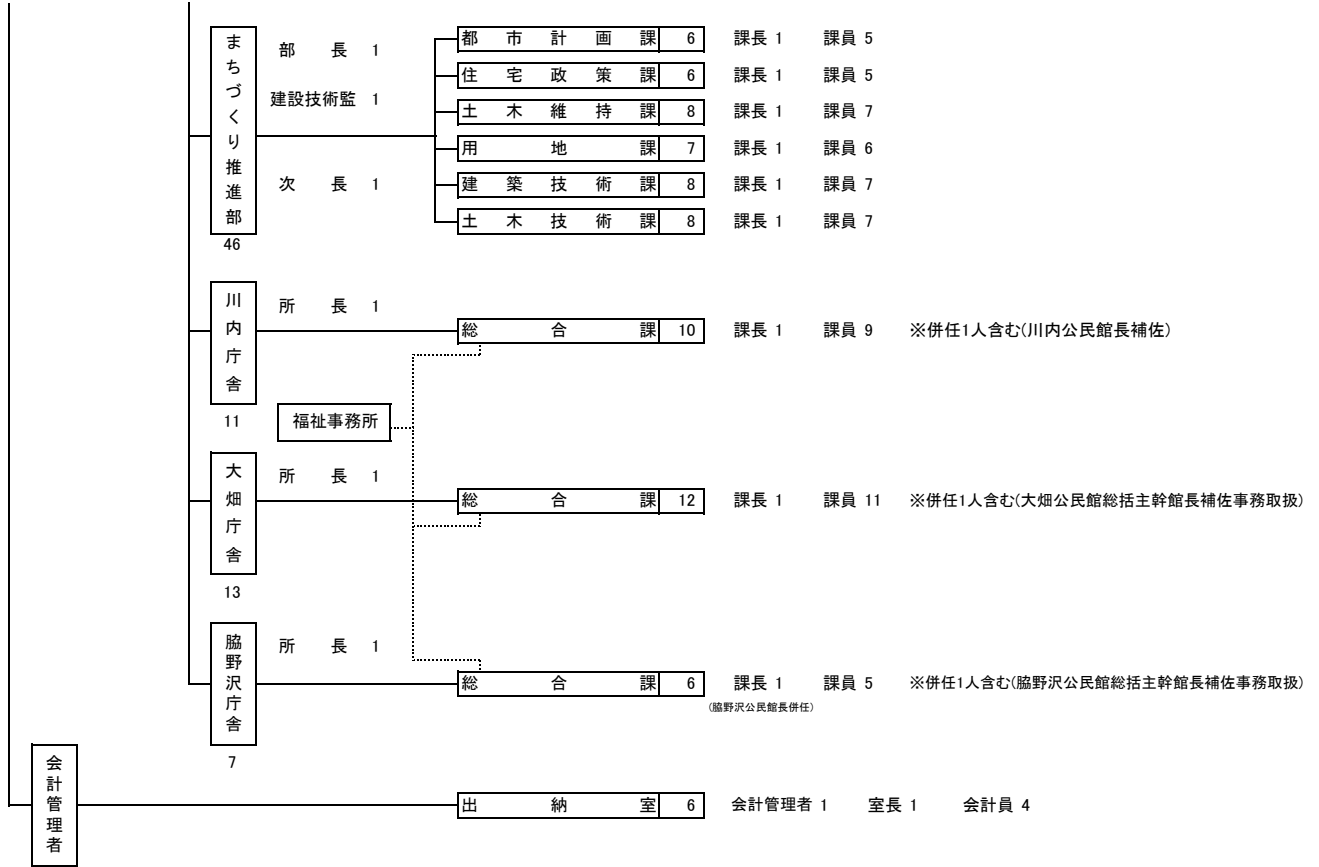 まちづくり推進部
46
部長 1
建設技術監 1
次長 1
都市計画課 6 課長 1 課員 5
住宅政策課 6 課長 1 課員 5
土木維持課 8 課長 1 課員 7
用地課 7 課長 1 課員 6
建築技術課 8 課長 1 課員 7
土木技術課 8 課長 1 課員 7
川内庁舎
11
所長 1
総合課 10 課長 1 課員 9 ※併任1人含む(川内公民館長補佐)
福祉事務所
大畑庁舎
13
所長 1
総合課 12 課長 1 課員 11 ※併任1人含む(大畑公民館総括主幹館長補佐事務取扱)
脇野沢庁舎
7
所長 1
総合課 6 課長 1 課員 5 ※併任1人含む(脇野沢公民館総括主幹館長補佐事務取扱)
(脇野沢公民館長併任)
会計管理者
出納室 6 会計管理者 1 室長 1 会計員 4